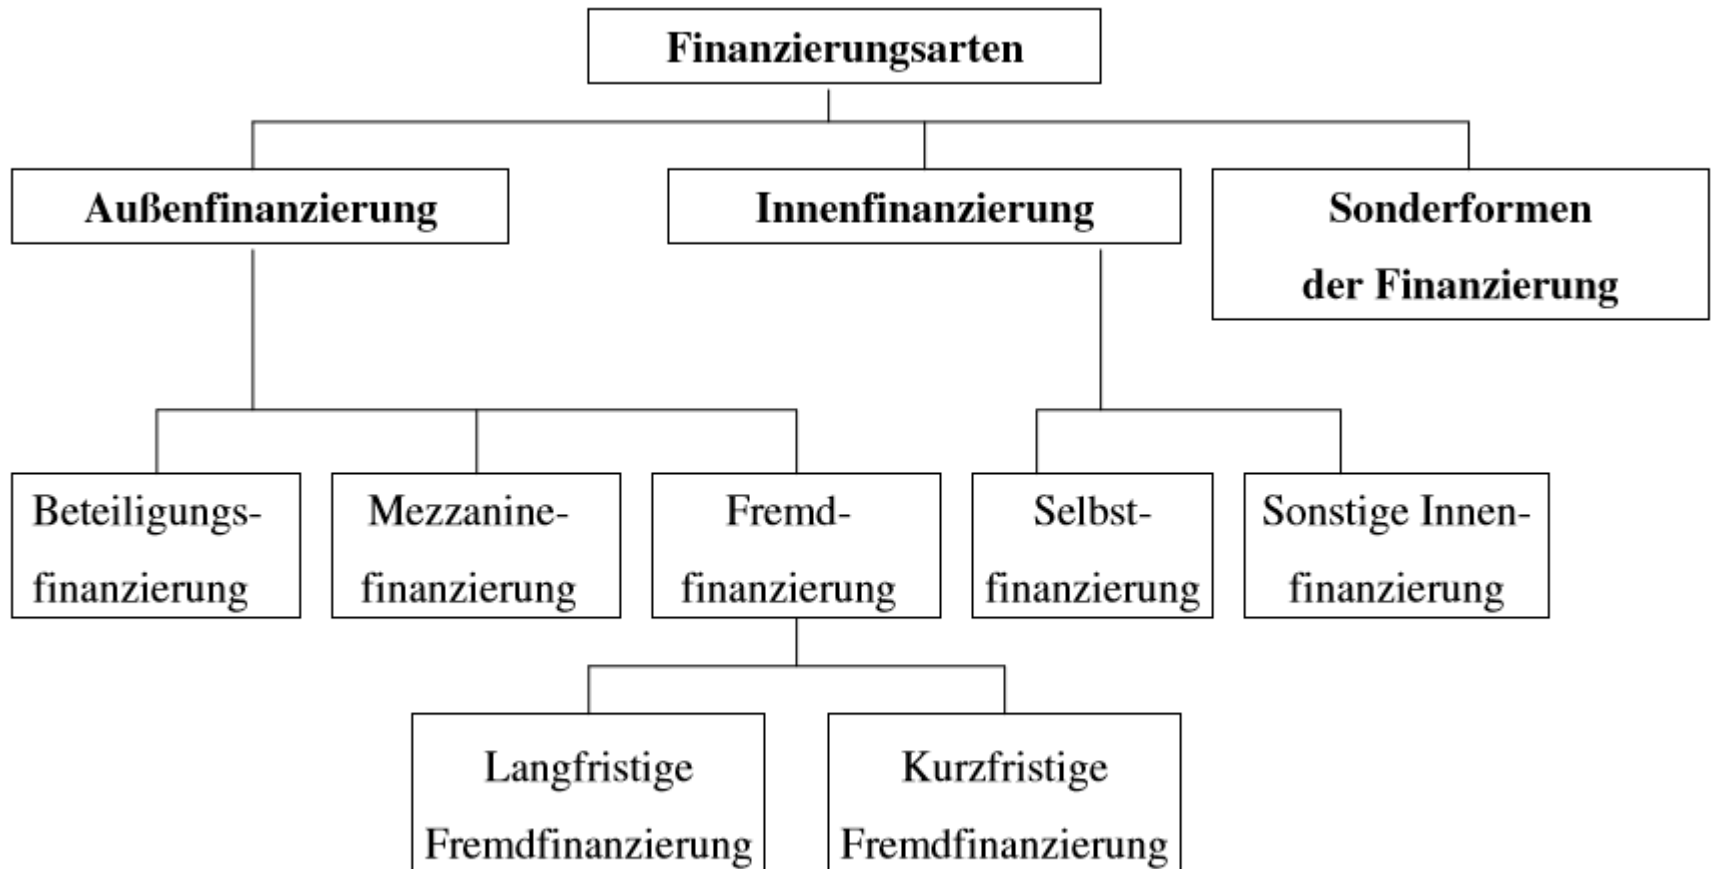 Finanzierungsarten
Außenfinanzierung
Innenfinanzierung
Sonderformen
der Finanzierung
Beteiligungs-
finanzierung
Mezzanine-
finanzierung
Fremd-
finanzierung
Selbst-
finanzierung
Sonstige Innen-
finanzierung
Langfristige
Fremdfinanzierung
Kurzfristige
Fremdfinanzierung